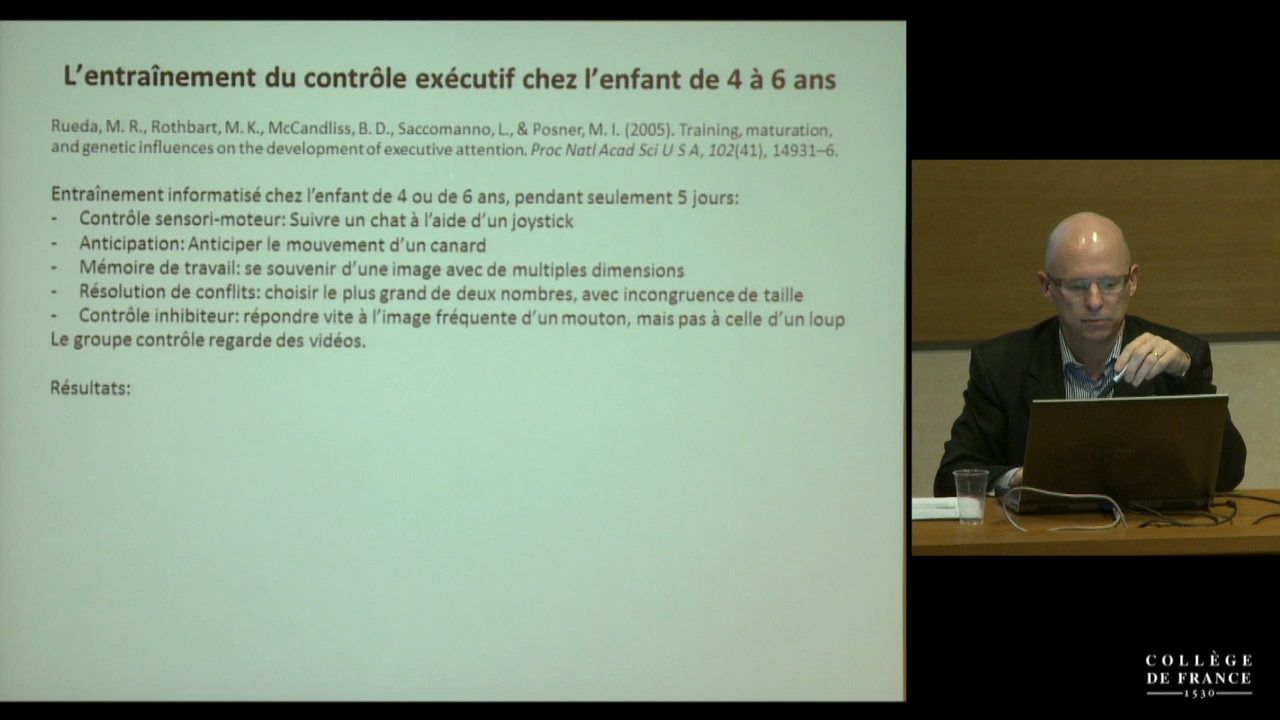 L'entraînement du contrôle exécutif chez l'enfant de 4 à 6 ans
Rueda, M. R., Rothbart, M. K., McCandliss, B. D., Saccomanno, L., & Posner, M. I. (2005). Training, maturation,
and genetic influences on the development of executive attention. Proc Natl Acad Sci U S A, 102(41), 14931–6.
Entraînement informatisé chez l'enfant de 4 ou de 6 ans, pendant seulement 5 jours:
- Contrôle sensori-moteur: Suivre un chat à l'aide d'un joystick
- Anticipation: Anticiper le mouvement d'un canard
- Mémoire de travail: se souvenir d'une image avec de multiples dimensions
- Résolution de conflits: choisir le plus grand de deux nombres, avec incongruence de taille
- Contrôle inhibiteur: répondre vite à l'image fréquente d'un mouton, mais pas à celle d'un loup
Le groupe contrôle regarde des vidéos.
Résultats:
COLLÈGE
DE FRANCE
1530